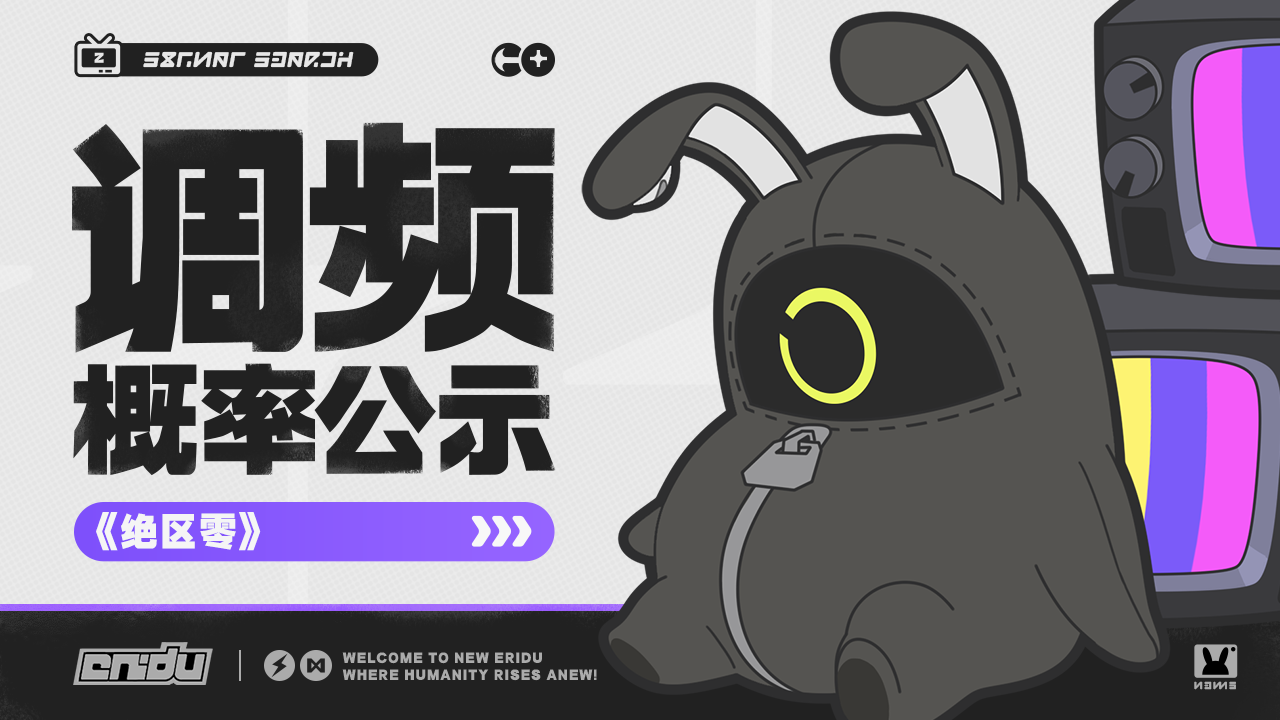 Z
调频
概率公示
《绝区零》
eridu
WELCOME TO NEW ERIDU
WHERE HUMANITY RISES ANEW!